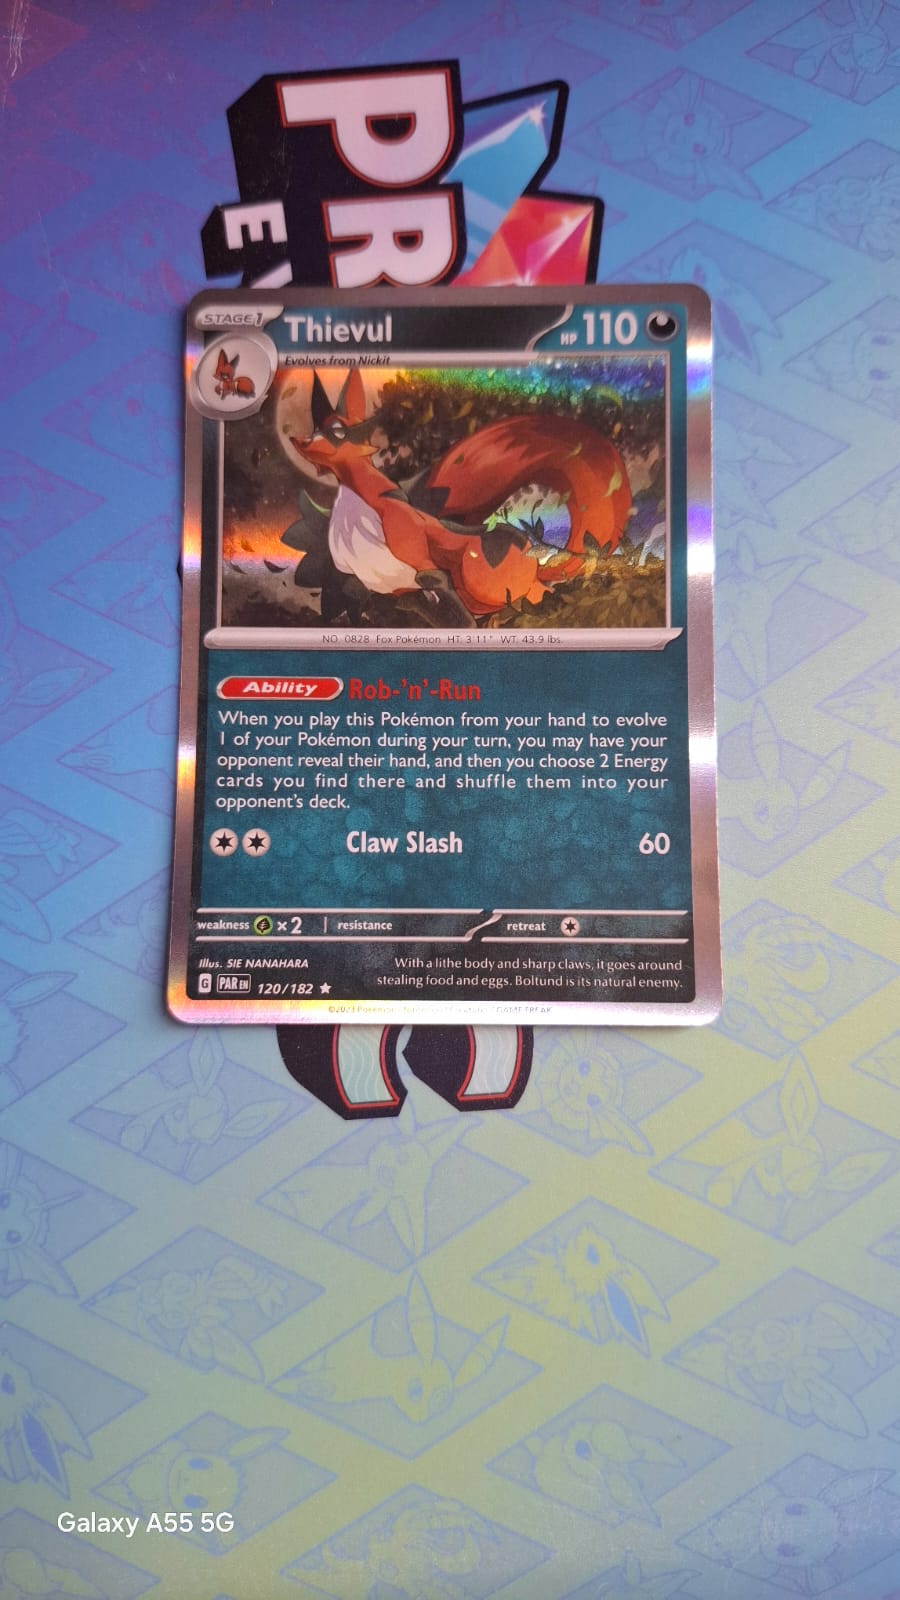 PR
E
STAGE1
Thievul
HP 110
Evolves from Nickit
NO. 0828 Fox Pokémon HT: 3'11" WT: 43.9 lbs.
Ability Rob-'n'-Run
When you play this Pokémon from your hand to evolve
1 of your Pokémon during your turn, you may have your
opponent reveal their hand, and then you choose 2 Energy
cards you find there and shuffle them into your
opponent's deck.
Claw Slash 60
weakness ×2 | resistance
retreat
Illus. SIE NANAHARA
With a lithe body and sharp claws, it goes around
stealing food and eggs. Boltund is its natural enemy.
G PAR EN 120/182 ★
©2023 Pokémon
GAME FREAK
Galaxy A55 5G